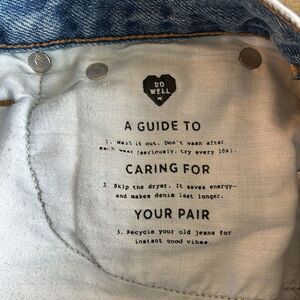 DO
WELL
W
A GUIDE TO
1. Wait it out. Don't wash after
each wear (seriously, try every 10x).
CARING FOR
2. Skip the dryer. It saves energy–
and makes denim last longer.
YOUR PAIR
3. Recycle your old jeans for
instant good vibes.